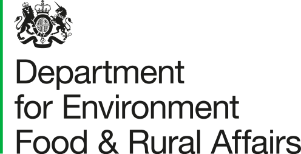 Department
for Environment
Food & Rural Affairs